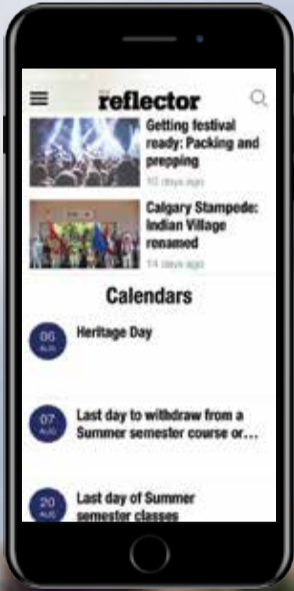 the
reflector
Getting festival
ready: Packing and
prepping
10 days ago
Calgary Stampede:
Indian Village
renamed
14 days ago
Calendars
06
AUG
Heritage Day
07
AUG
Last day to withdraw from a
Summer semester course or...
20
AUG
Last day of Summer
semester classes